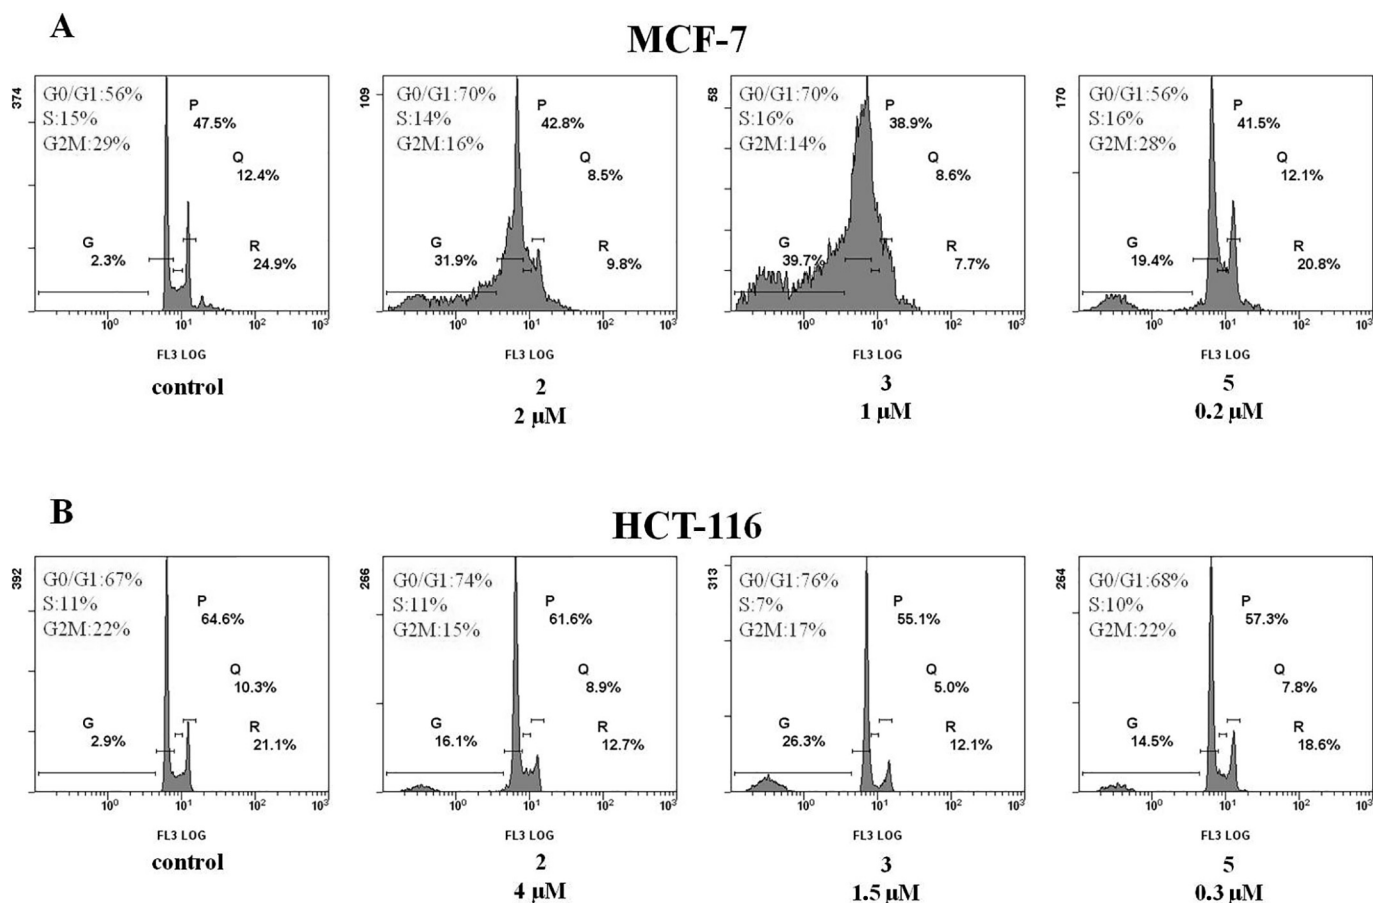 A
MCF-7
374
G0/G1:56%
S:15%
G2M:29%
P
47.5%
Q
12.4%
G
2.3%
R
24.9%
10⁰ 10¹ 10² 10³
FL3 LOG
control
109
G0/G1:70%
S:14%
G2M:16%
P
42.8%
Q
8.5%
G
31.9%
R
9.8%
10⁰ 10¹ 10² 10³
FL3 LOG
2
2 µM
58
G0/G1:70%
S:16%
G2M:14%
P
38.9%
Q
8.6%
G
39.7%
R
7.7%
10⁰ 10¹ 10² 10³
FL3 LOG
3
1 µM
170
G0/G1:56%
S:16%
G2M:28%
P
41.5%
Q
12.1%
G
19.4%
R
20.8%
10⁰ 10¹ 10² 10³
FL3 LOG
5
0.2 µM
B
HCT-116
392
G0/G1:67%
S:11%
G2M:22%
P
64.6%
Q
10.3%
G
2.9%
R
21.1%
10⁰ 10¹ 10² 10³
FL3 LOG
control
266
G0/G1:74%
S:11%
G2M:15%
P
61.6%
Q
8.9%
G
16.1%
R
12.7%
10⁰ 10¹ 10² 10³
FL3 LOG
2
4 µM
313
G0/G1:76%
S:7%
G2M:17%
P
55.1%
Q
5.0%
G
26.3%
R
12.1%
10⁰ 10¹ 10² 10³
FL3 LOG
3
1.5 µM
264
G0/G1:68%
S:10%
G2M:22%
P
57.3%
Q
7.8%
G
14.5%
R
18.6%
10⁰ 10¹ 10² 10³
FL3 LOG
5
0.3 µM